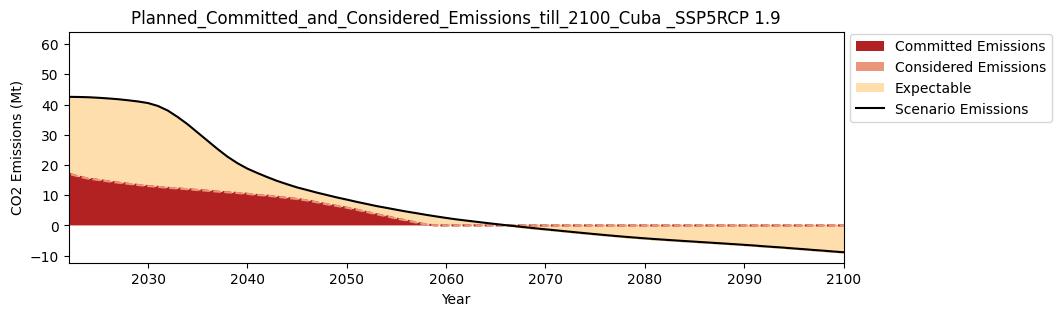 Planned_Committed_and_Considered_Emissions_till_2100_Cuba _SSP5RCP 1.9
60
50
40
30
20
10
0
−10
CO2 Emissions (Mt)
2030
2040
2050
2060
2070
2080
2090
2100
Year
Committed Emissions
Considered Emissions
Expectable
Scenario Emissions